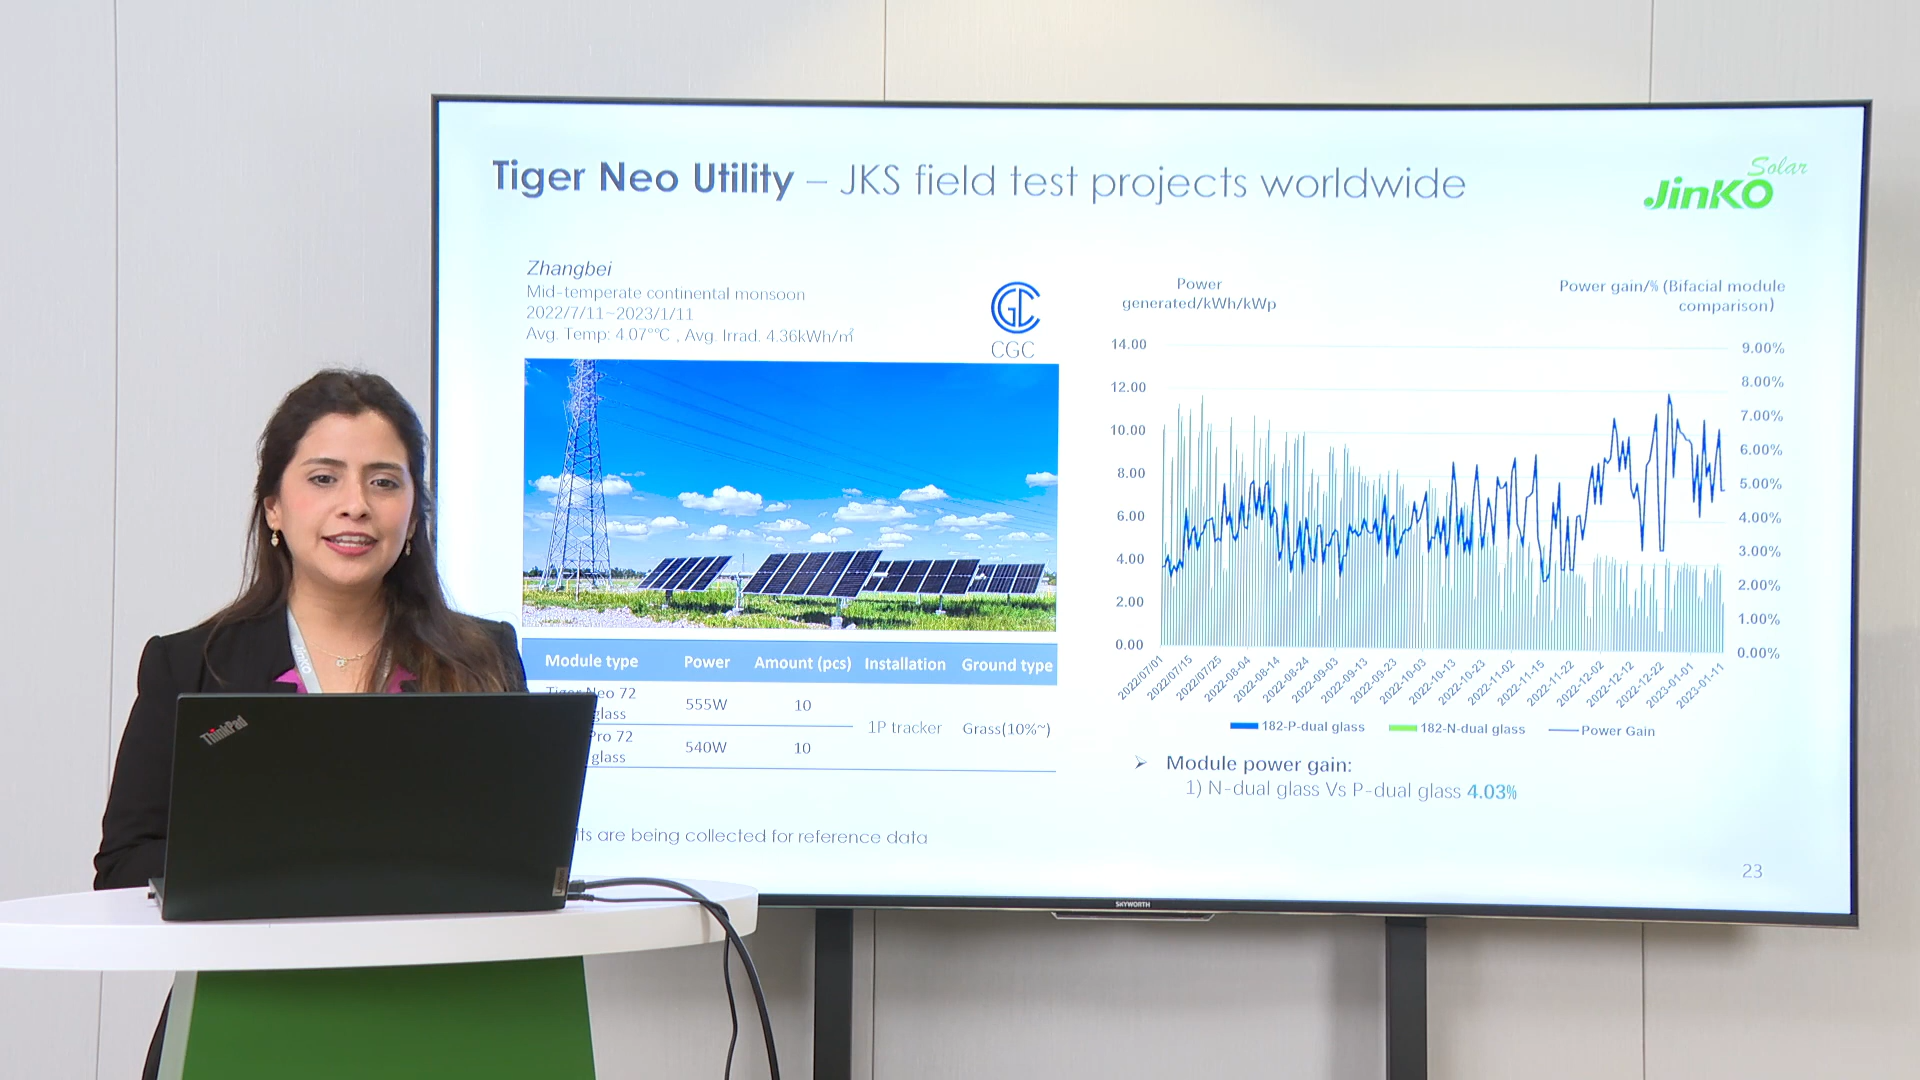 Tiger Neo Utility – JKS field test projects worldwide
Solar
JinKO
Zhangbei
Mid-temperate continental monsoon
2022/7/11~2023/1/11
Avg. Temp: 4.07°℃ , Avg. Irrad. 4.36kWh/㎡
CGC
Module type Power Amount (pcs) Installation Ground type
Tiger Neo 72
glass
555W 10
Pro 72
glass
540W 10
1P tracker Grass(10%~)
are being collected for reference data
Power
generated/kWh/kWp
Power gain/% (Bifacial module
comparison)
14.00
12.00
10.00
8.00
6.00
4.00
2.00
0.00
9.00%
8.00%
7.00%
6.00%
5.00%
4.00%
3.00%
2.00%
1.00%
0.00%
2022/07/01 2022/07/15 2022/07/25 2022-08-04 2022-08-14 2022-08-24 2022-09-03 2022-09-13 2022-09-23 2022-10-03 2022-10-13 2022-10-23 2022-11-02 2022-11-15 2022-11-22 2022-12-02 2022-12-12 2022-12-22 2023-01-01 2023-01-11
182-P-dual glass 182-N-dual glass Power Gain
➢ Module power gain:
1) N-dual glass Vs P-dual glass 4.03%
23
SKYWORTH
ThinkPad
Lenovo
JinKO